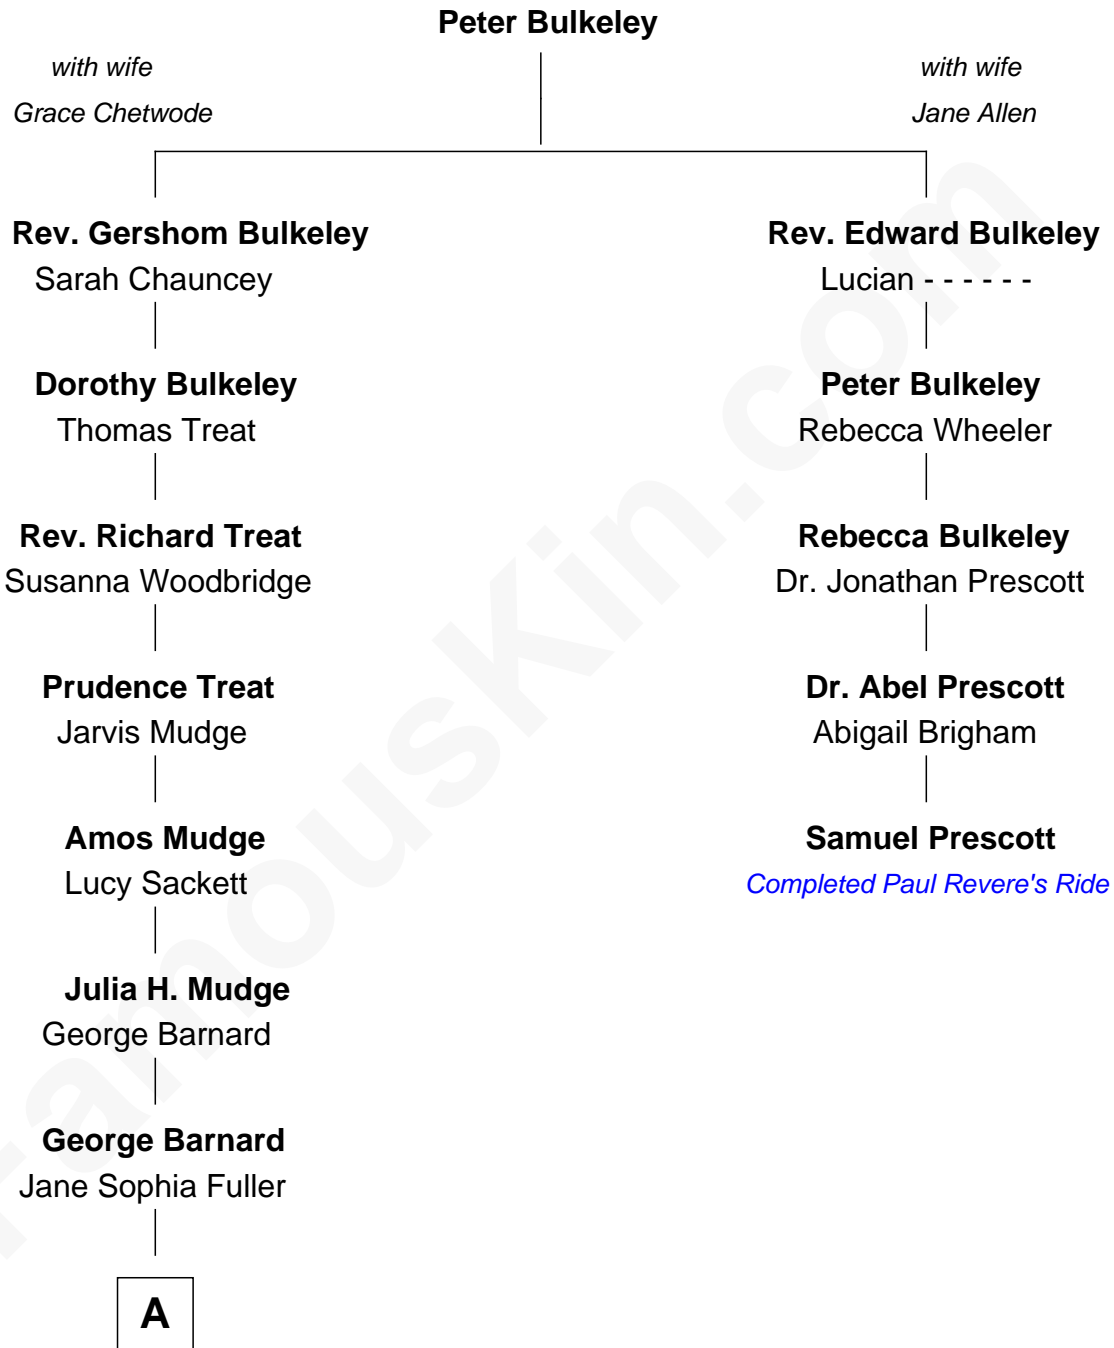 Peter Bulkeley
with wife
Grace Chetwode
with wife
Jane Allen
Rev. Gershom Bulkeley
Sarah Chauncey
Rev. Edward Bulkeley
Lucian - - - - - -
Dorothy Bulkeley
Thomas Treat
Peter Bulkeley
Rebecca Wheeler
Rev. Richard Treat
Susanna Woodbridge
Rebecca Bulkeley
Dr. Jonathan Prescott
Prudence Treat
Jarvis Mudge
Dr. Abel Prescott
Abigail Brigham
Amos Mudge
Lucy Sackett
Samuel Prescott
Completed Paul Revere's Ride
Julia H. Mudge
George Barnard
George Barnard
Jane Sophia Fuller
A
FamousKin.com